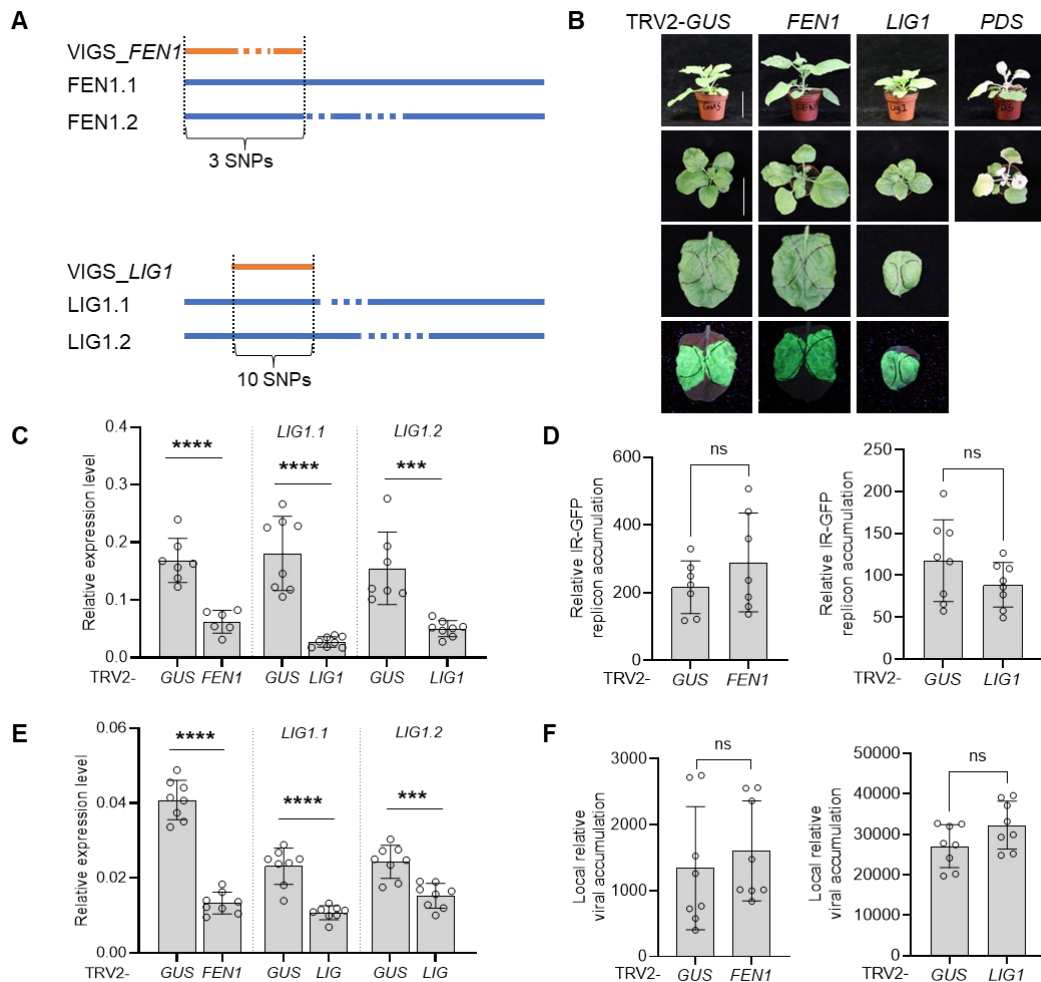 A
VIGS_FEN1
FEN1.1
FEN1.2
3 SNPs
VIGS_LIG1
LIG1.1
LIG1.2
10 SNPs
B
TRV2-GUS FEN1 LIG1 PDS
GUS FEN1 Lig1 PDS
C
Relative expression level
0.4
0.3
0.2
0.1
0.0
LIG1.1 LIG1.2
**** **** ***
TRV2- GUS FEN1 GUS LIG1 GUS LIG1
D
Relative IR-GFP
replicon accumulation
600
400
200
0
ns
TRV2- GUS FEN1
Relative IR-GFP
replicon accumulation
250
200
150
100
50
0
ns
TRV2- GUS LIG1
E
Relative expression level
0.06
0.04
0.02
0.00
LIG1.1 LIG1.2
**** **** ***
TRV2- GUS FEN1 GUS LIG GUS LIG
F
Local relative
viral accumulation
3000
2000
1000
0
ns
TRV2- GUS FEN1
Local relative
viral accumulation
50000
40000
30000
20000
10000
0
ns
TRV2- GUS LIG1